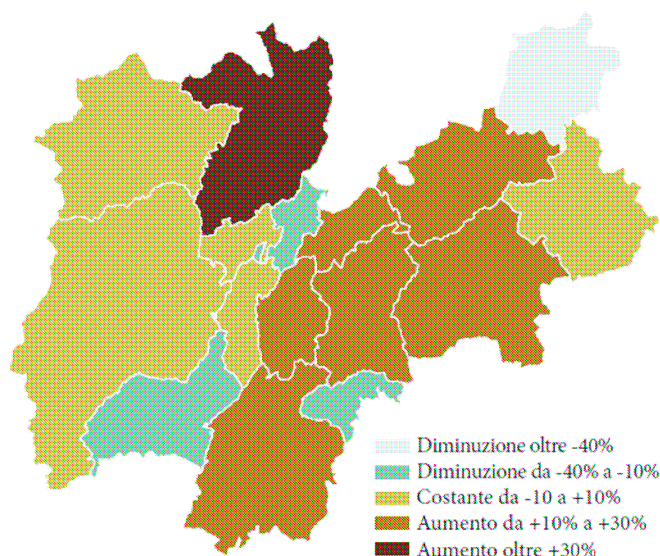 Diminuzione oltre -40%
Diminuzione da -40% a -10%
Costante da -10 a +10%
Aumento da +10% a +30%
Aumento oltre +30%